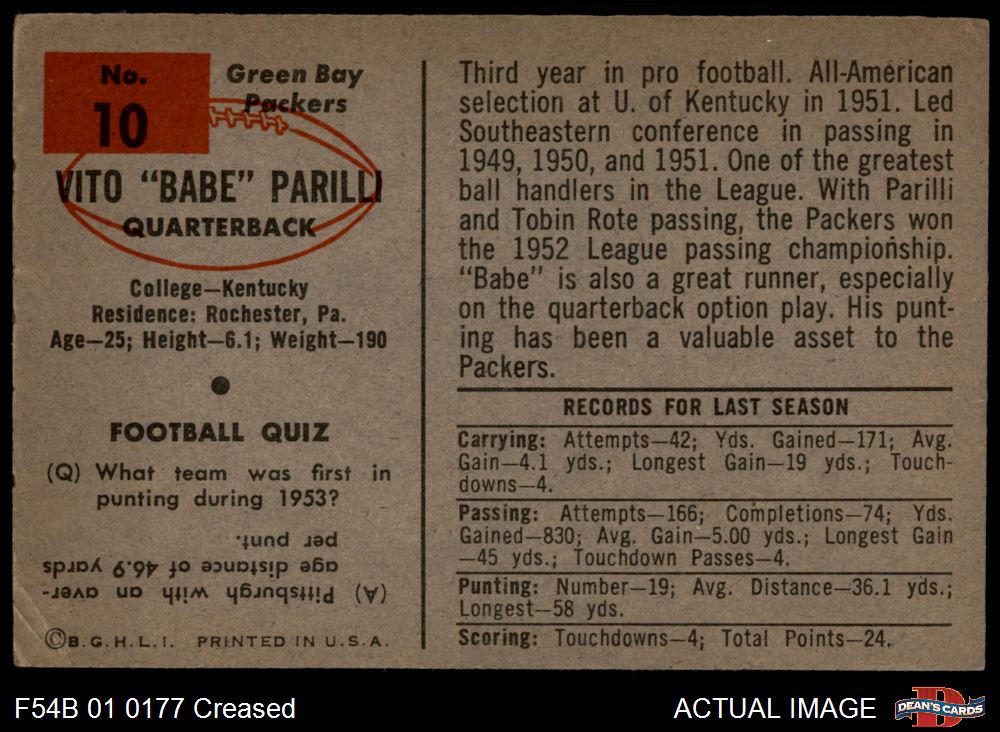 No.
10
Green Bay
Packers
VITO "BABE" PARILLI
QUARTERBACK
College—Kentucky
Residence: Rochester, Pa.
Age—25; Height—6.1; Weight—190
FOOTBALL QUIZ
(Q) What team was first in
punting during 1953?
(A) Pittsburgh with an aver-
age distance of 46.9 yards
per punt.
©B.G.H.L.I. PRINTED IN U.S.A.
Third year in pro football. All-American
selection at U. of Kentucky in 1951. Led
Southeastern conference in passing in
1949, 1950, and 1951. One of the greatest
ball handlers in the League. With Parilli
and Tobin Rote passing, the Packers won
the 1952 League passing championship.
"Babe" is also a great runner, especially
on the quarterback option play. His punt-
ing has been a valuable asset to the
Packers.
RECORDS FOR LAST SEASON
Carrying: Attempts—42; Yds. Gained—171; Avg.
Gain—4.1 yds.; Longest Gain—19 yds.; Touch-
downs—4.
Passing: Attempts—166; Completions—74; Yds.
Gained—830; Avg. Gain—5.00 yds.; Longest Gain
—45 yds.; Touchdown Passes—4.
Punting: Number—19; Avg. Distance—36.1 yds.;
Longest—58 yds.
Scoring: Touchdowns—4; Total Points—24.
F54B 01 0177 Creased
ACTUAL IMAGE
D
DEAN'S CARDS